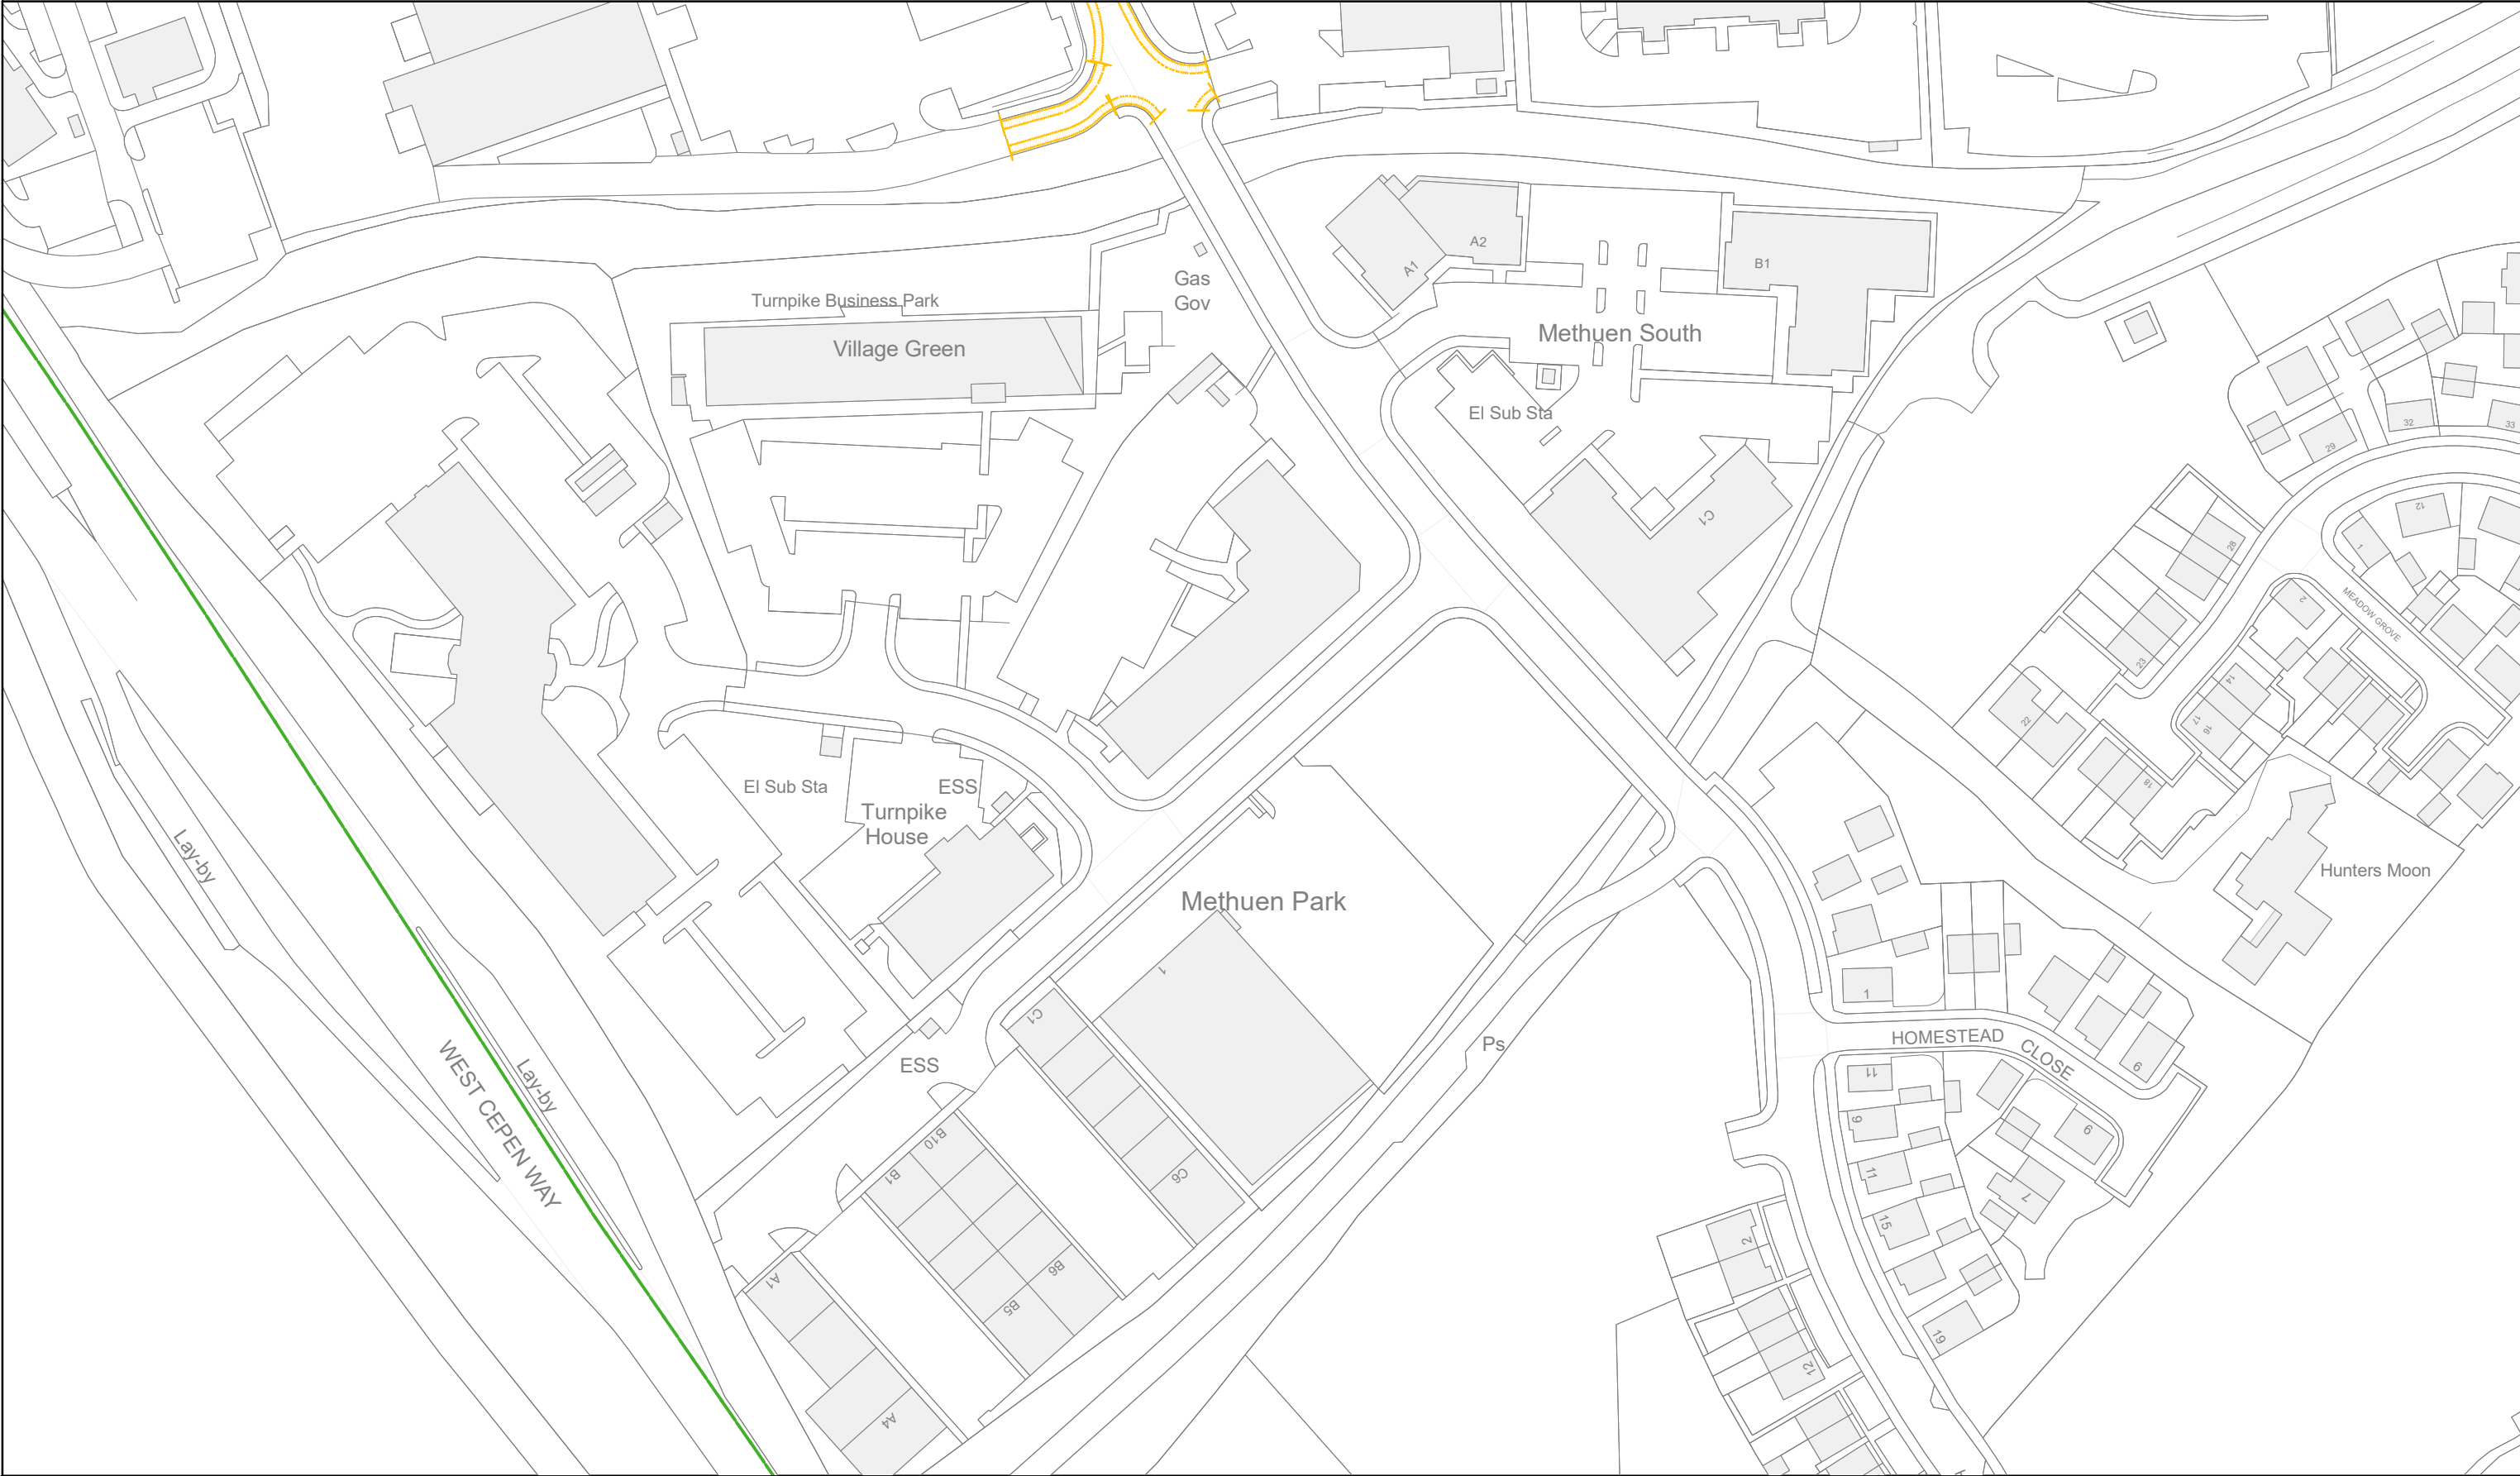 Turnpike Business Park
Village Green
Gas
Gov
A1
A2
B1
Methuen South
El Sub Sta
C1
32
33
29
28
12
1
2
MEADOW GROVE
23
14
17
16
22
18
Hunters Moon
El Sub Sta
ESS
Turnpike
House
Lay-by
Methuen Park
1
C1
ESS
Ps
1
HOMESTEAD
CLOSE
9
Lay-by
WEST CEPEN WAY
B10
B1
C6
B6
B5
A1
A4
11
9
11
15
19
6
7
2
12